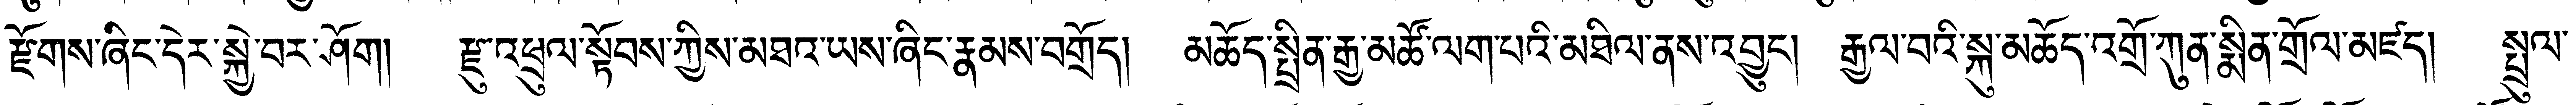 རྫོགས་ཞིང་དེར་སྐྱེ་བར་ཤོག། རྫུ་འཕྲུལ་སྟོབས་ཀྱིས་མཐའ་ཡས་ཞིང་རྣམས་བགྲོད། མཆོད་སྤྲིན་རྒྱ་མཚོ་ལག་པའི་མཐིལ་ནས་འབྱུང། རྒྱལ་བའི་སྐུ་མཆོད་འགྲོ་ཀུན་སྨིན་གྲོལ་མཛད། སྤྲུལ་